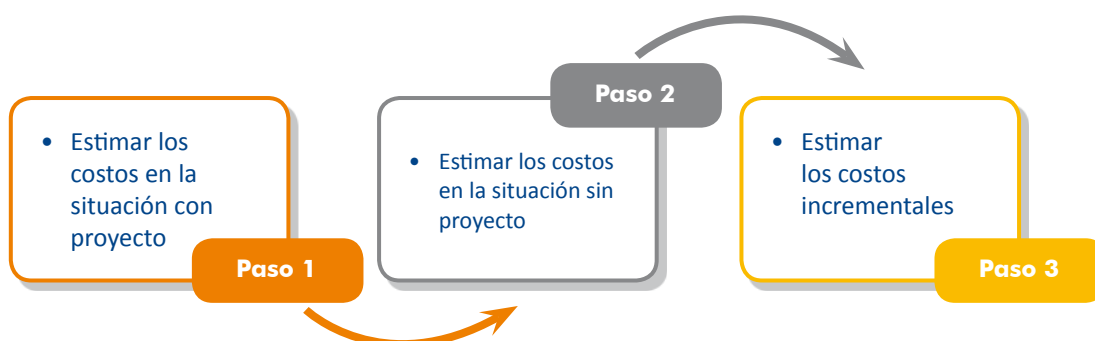 • Estimar los
costos en la
situación con
proyecto
Paso 1
Paso 2
• Estimar los costos
en la situación sin
proyecto
• Estimar
los costos
incrementales
Paso 3